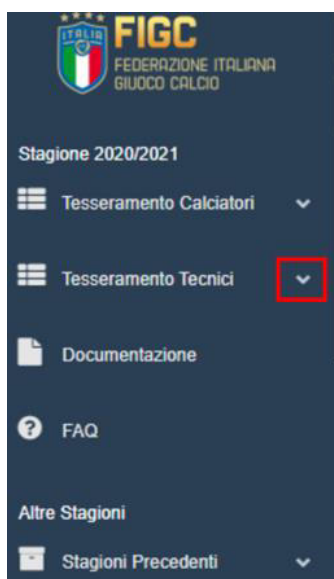 ITALIA
FIGC
FEDERAZIONE ITALIANA
GIUOCO CALCIO
Stagione 2020/2021
Tesseramento Calciatori
Tesseramento Tecnici
Documentazione
FAQ
Altre Stagioni
Stagioni Precedenti